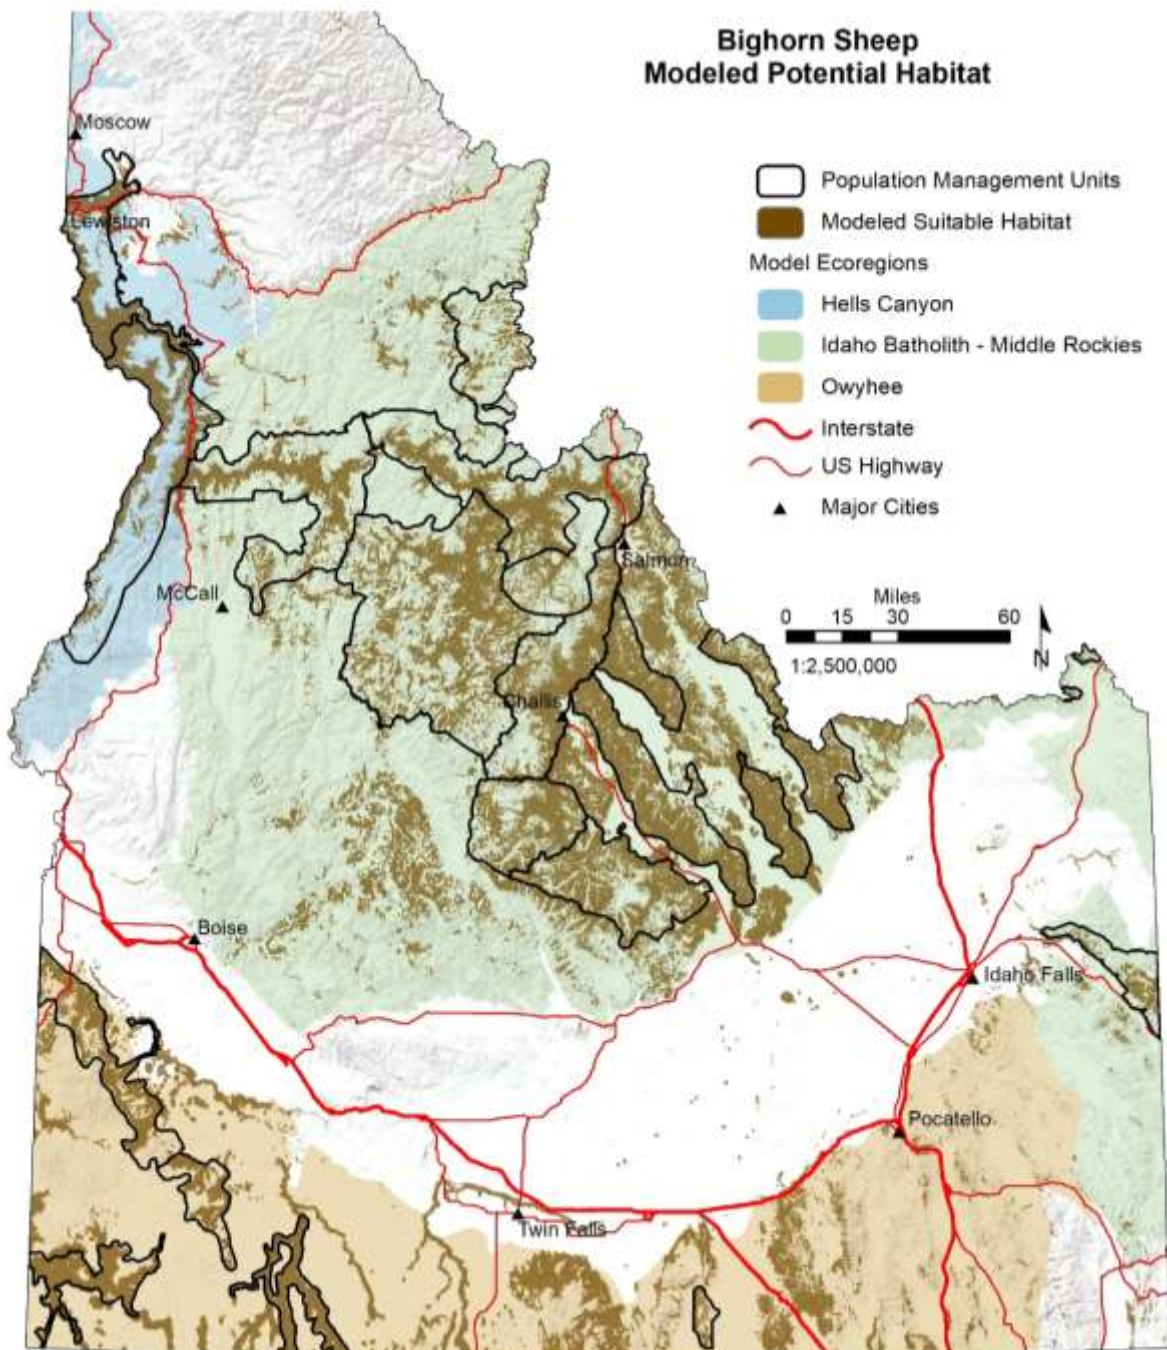 Bighorn Sheep
Modeled Potential Habitat
Population Management Units
Modeled Suitable Habitat
Model Ecoregions
Hells Canyon
Idaho Batholith - Middle Rockies
Owyhee
Interstate
US Highway
Major Cities
Miles
0 15 30 60
1:2,500,000
N
Moscow
Lewiston
Salmon
McCall
Challis
Boise
Idaho Falls
Pocatello
Twin Falls